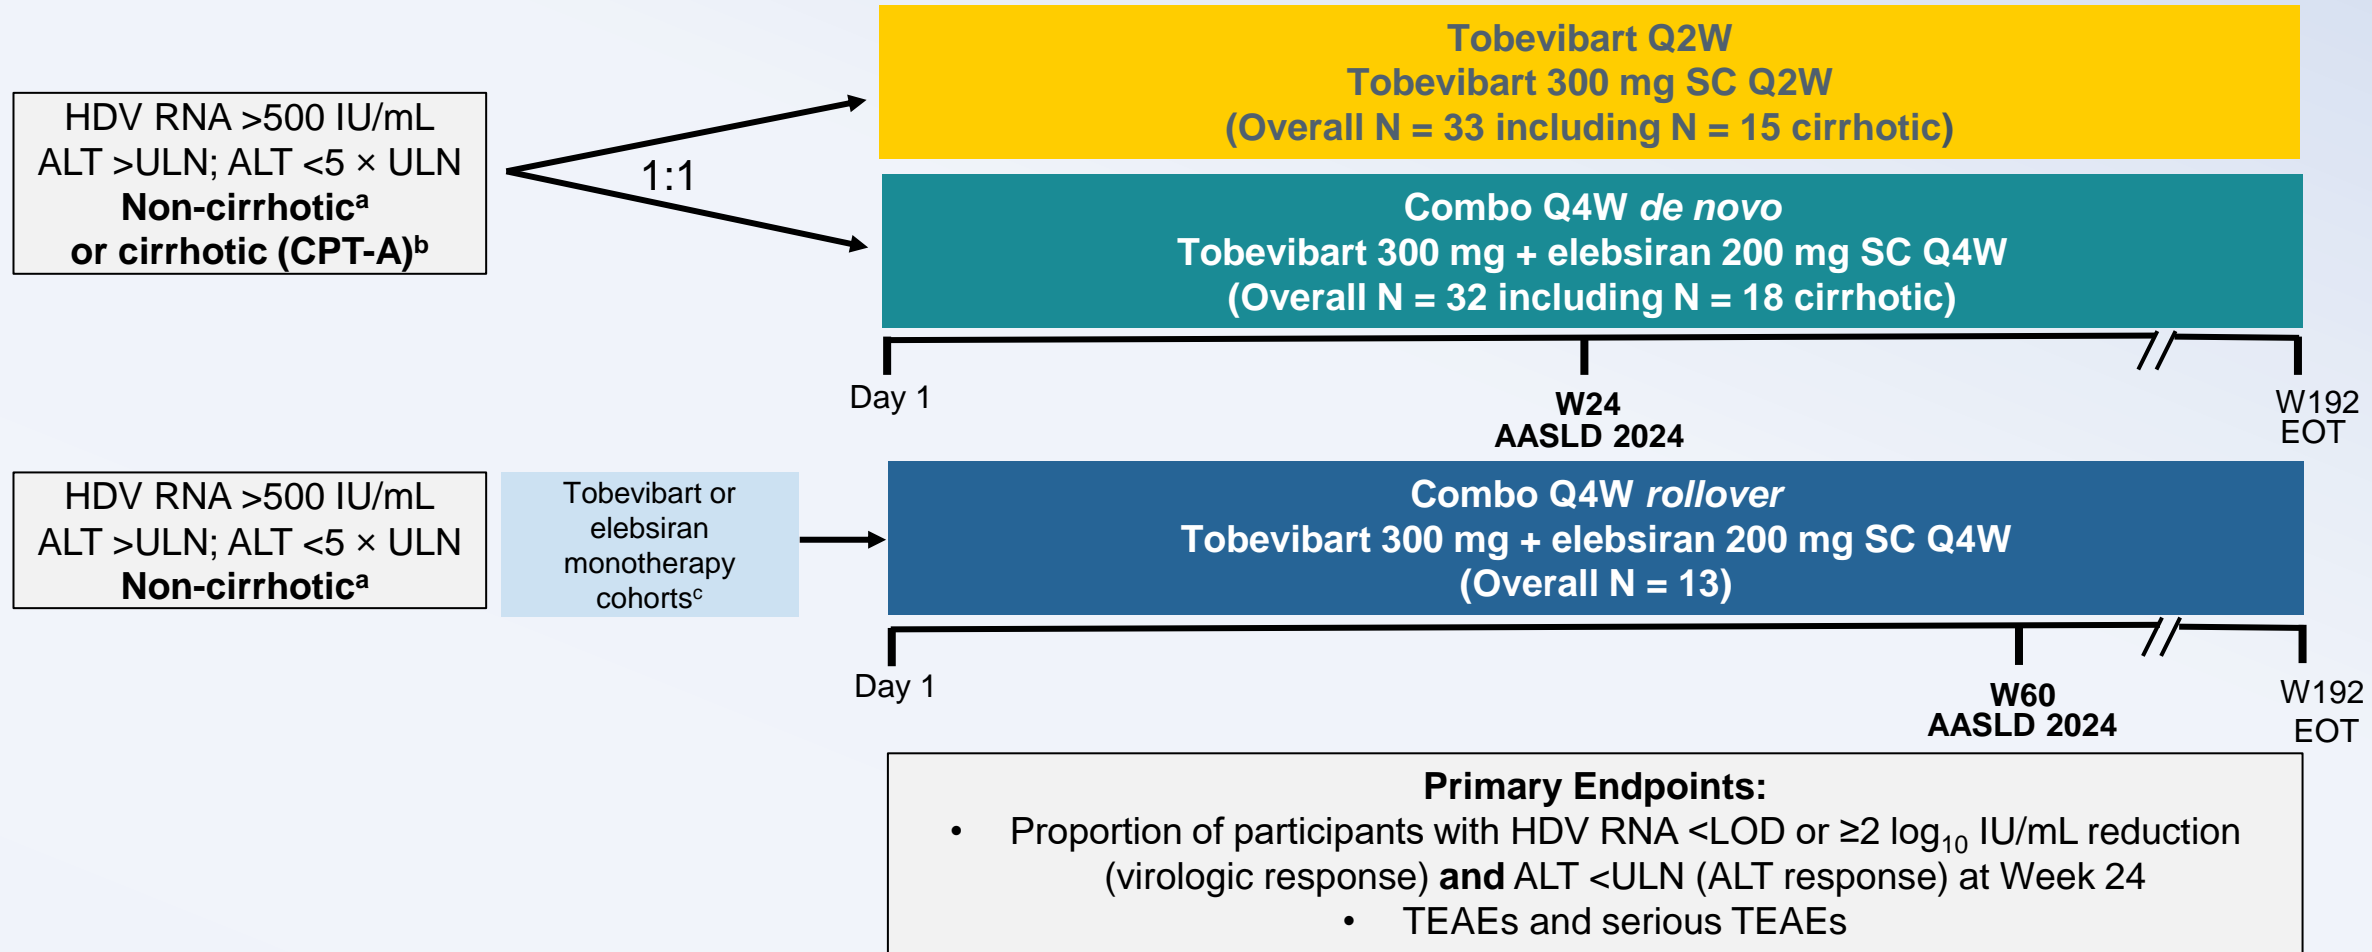 HDV RNA >500 IU/mL
ALT >ULN; ALT <5 × ULN
Non-cirrhoticᵃ
or cirrhotic (CPT-A)ᵇ
1:1
Tobevibart Q2W
Tobevibart 300 mg SC Q2W
(Overall N = 33 including N = 15 cirrhotic)
Combo Q4W de novo
Tobevibart 300 mg + elebsiran 200 mg SC Q4W
(Overall N = 32 including N = 18 cirrhotic)
Day 1
W24
AASLD 2024
W192
EOT
HDV RNA >500 IU/mL
ALT >ULN; ALT <5 × ULN
Non-cirrhoticᵃ
Tobevibart or
elebsiran
monotherapy
cohortsᶜ
Combo Q4W rollover
Tobevibart 300 mg + elebsiran 200 mg SC Q4W
(Overall N = 13)
Day 1
W60
AASLD 2024
W192
EOT
Primary Endpoints:
• Proportion of participants with HDV RNA <LOD or ≥2 log₁₀ IU/mL reduction
(virologic response) and ALT <ULN (ALT response) at Week 24
• TEAEs and serious TEAEs